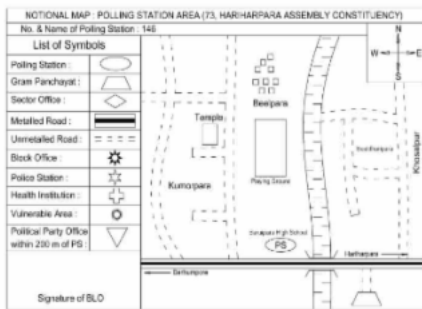 NOTIONAL MAP : POLLING STATION AREA (73, HARIHARPARA ASSEMBLY CONSTITUENCY)
No. & Name of Polling Station : 146
List of Symbols
Polling Station :
Gram Panchayat :
Sector Office :
Metalled Road :
Unmetalled Road :
Block Office :
Police Station :
Health Institution :
Vulnerable Area :
Political Party Office
within 200 m of PS :
Signature of BLO
N
W
E
S
Beelpara
Temple
Kumorpara
Khosalpur
High School
PS
Hariharpara